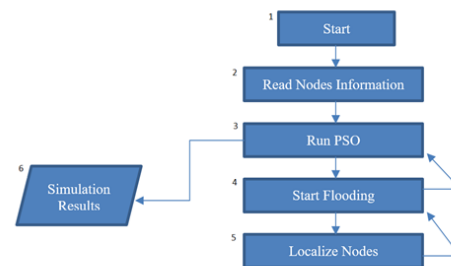 1
Start
2
Read Nodes Information
3
Run PSO
6
Simulation
Results
4
Start Flooding
5
Localize Nodes